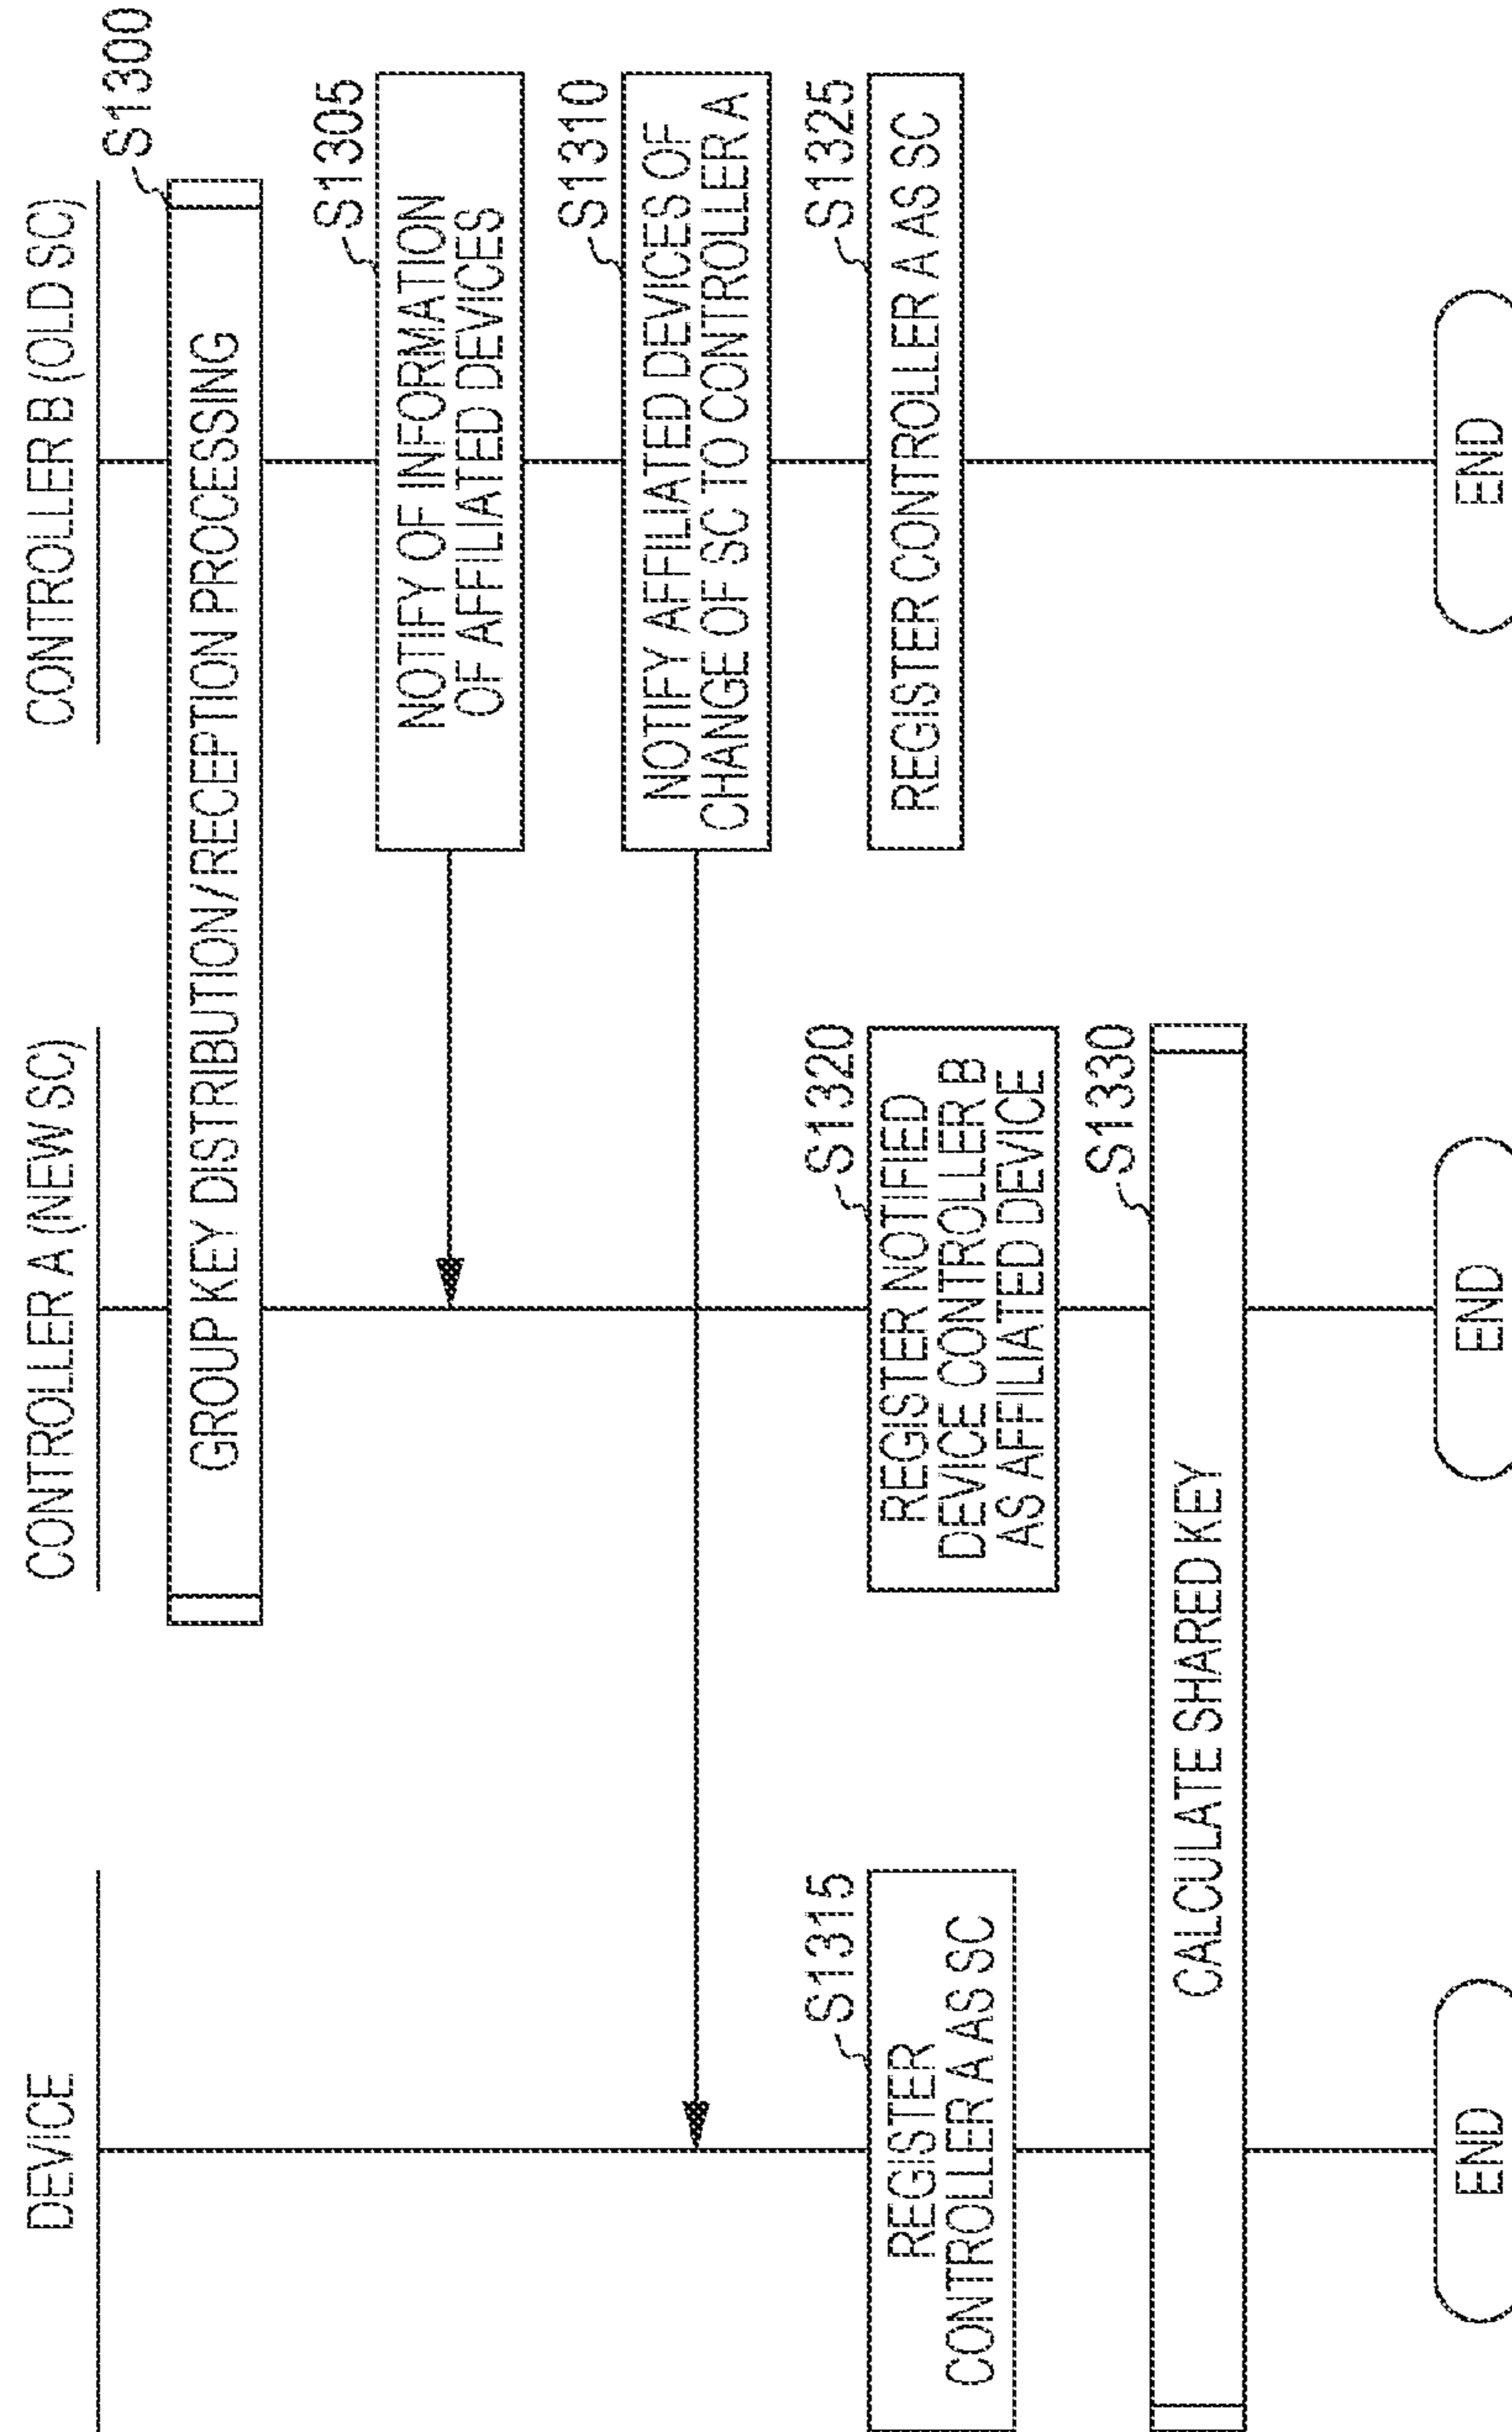 DEVICE
CONTROLLER A (NEW SC)
CONTROLLER B (OLD SC)
S1300
GROUP KEY DISTRIBUTION/RECEPTION PROCESSING
S1305
NOTIFY OF INFORMATION
OF AFFILIATED DEVICES
S1310
NOTIFY AFFILIATED DEVICES OF
CHANGE OF SC TO CONTROLLER A
S1315
REGISTER
CONTROLLER A AS SC
S1320
REGISTER NOTIFIED
DEVICE CONTROLLER B
AS AFFILIATED DEVICE
S1325
REGISTER CONTROLLER A AS SC
S1330
CALCULATE SHARED KEY
END
END
END